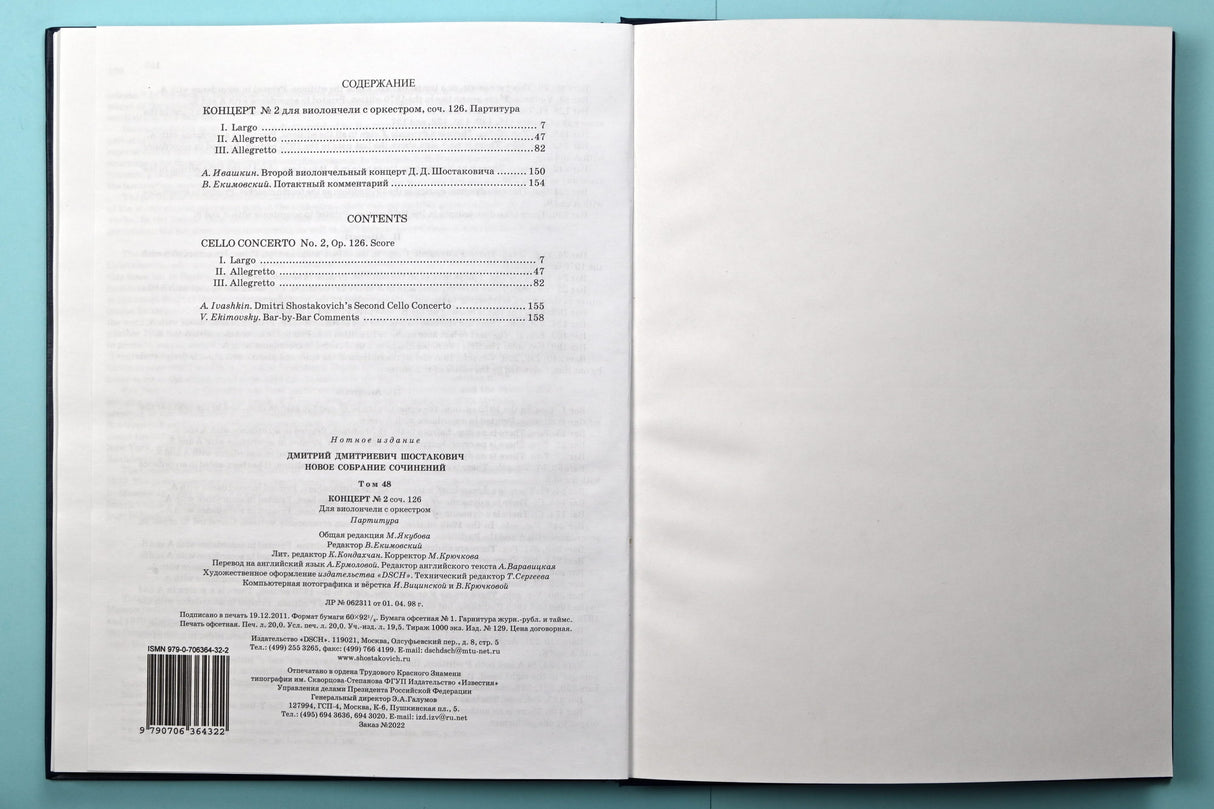 СОДЕРЖАНИЕ
КОНЦЕРТ № 2 для виолончели с оркестром, соч. 126. Партитура
I. Largo ........ 7
II. Allegretto ........ 47
III. Allegretto ........ 82
А. Ивашкин. Второй виолончельный концерт Д. Д. Шостаковича ........ 150
В. Екимовский. Потактный комментарий ........ 154
CONTENTS
CELLO CONCERTO No. 2, Op. 126. Score
I. Largo ........ 7
II. Allegretto ........ 47
III. Allegretto ........ 82
A. Ivashkin. Dmitri Shostakovich's Second Cello Concerto ........ 155
V. Ekimovsky. Bar-by-Bar Comments ........ 158
Нотное издание
ДМИТРИЙ ДМИТРИЕВИЧ ШОСТАКОВИЧ
НОВОЕ СОБРАНИЕ СОЧИНЕНИЙ
Том 48
КОНЦЕРТ № 2 соч. 126
Для виолончели с оркестром
Партитура
Общая редакция М.Якубова
Редактор В.Екимовский
Лит. редактор К.Кондахчан. Корректор М.Крючкова
Перевод на английский язык А.Ермоловой. Редактор английского текста А.Варавицкая
Художественное оформление издательства «DSCH». Технический редактор Т.Сергеева
Компьютерная нотографика и вёрстка И.Вицинской и В.Крючковой
ЛР № 062311 от 01. 04. 98 г.
Подписано в печать 19.12.2011. Формат бумаги 60×92¹/₈. Бумага офсетная № 1. Гарнитура журн.-рубл. и таймс.
Печать офсетная. Печ. л. 20,0. Усл. печ. л. 20,0. Уч.-изд. л. 19,5. Тираж 1000 экз. Изд. № 129. Цена договорная.
Издательство «DSCH». 119021, Москва, Олсуфьевский пер., д. 8, стр. 5
Тел.: (499) 255 3265, факс: (499) 766 4199. E-mail: dschdsch@mtu-net.ru
www.shostakovich.ru
Отпечатано в ордена Трудового Красного Знамени
типографии им. Скворцова-Степанова ФГУП Издательство «Известия»
Управления делами Президента Российской Федерации
Генеральный директор Э.А.Галумов
127994, ГСП-4, Москва, К-6, Пушкинская пл., 5.
Тел.: (495) 694 3636, 694 3020. E-mail: izd.izv@ru.net
Заказ №2022
ISMN 979-0-706364-32-2
9 790706 364322